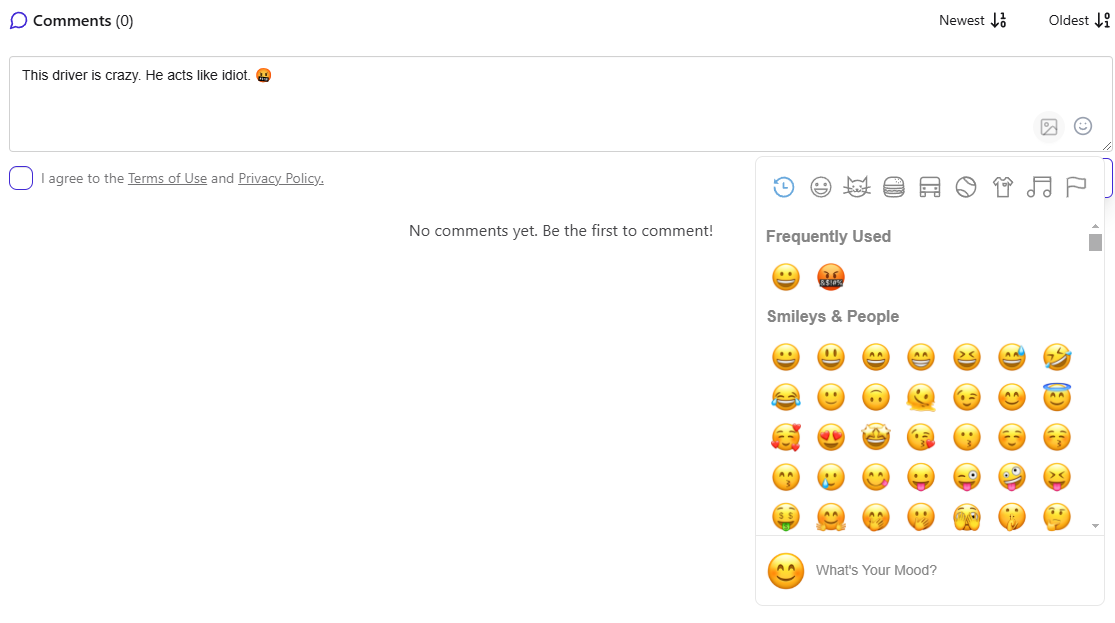 Comments (0)
Newest
Oldest
This driver is crazy. He acts like idiot. 🤬
I agree to the Terms of Use and Privacy Policy.
No comments yet. Be the first to comment!
Frequently Used
Smileys & People
What's Your Mood?